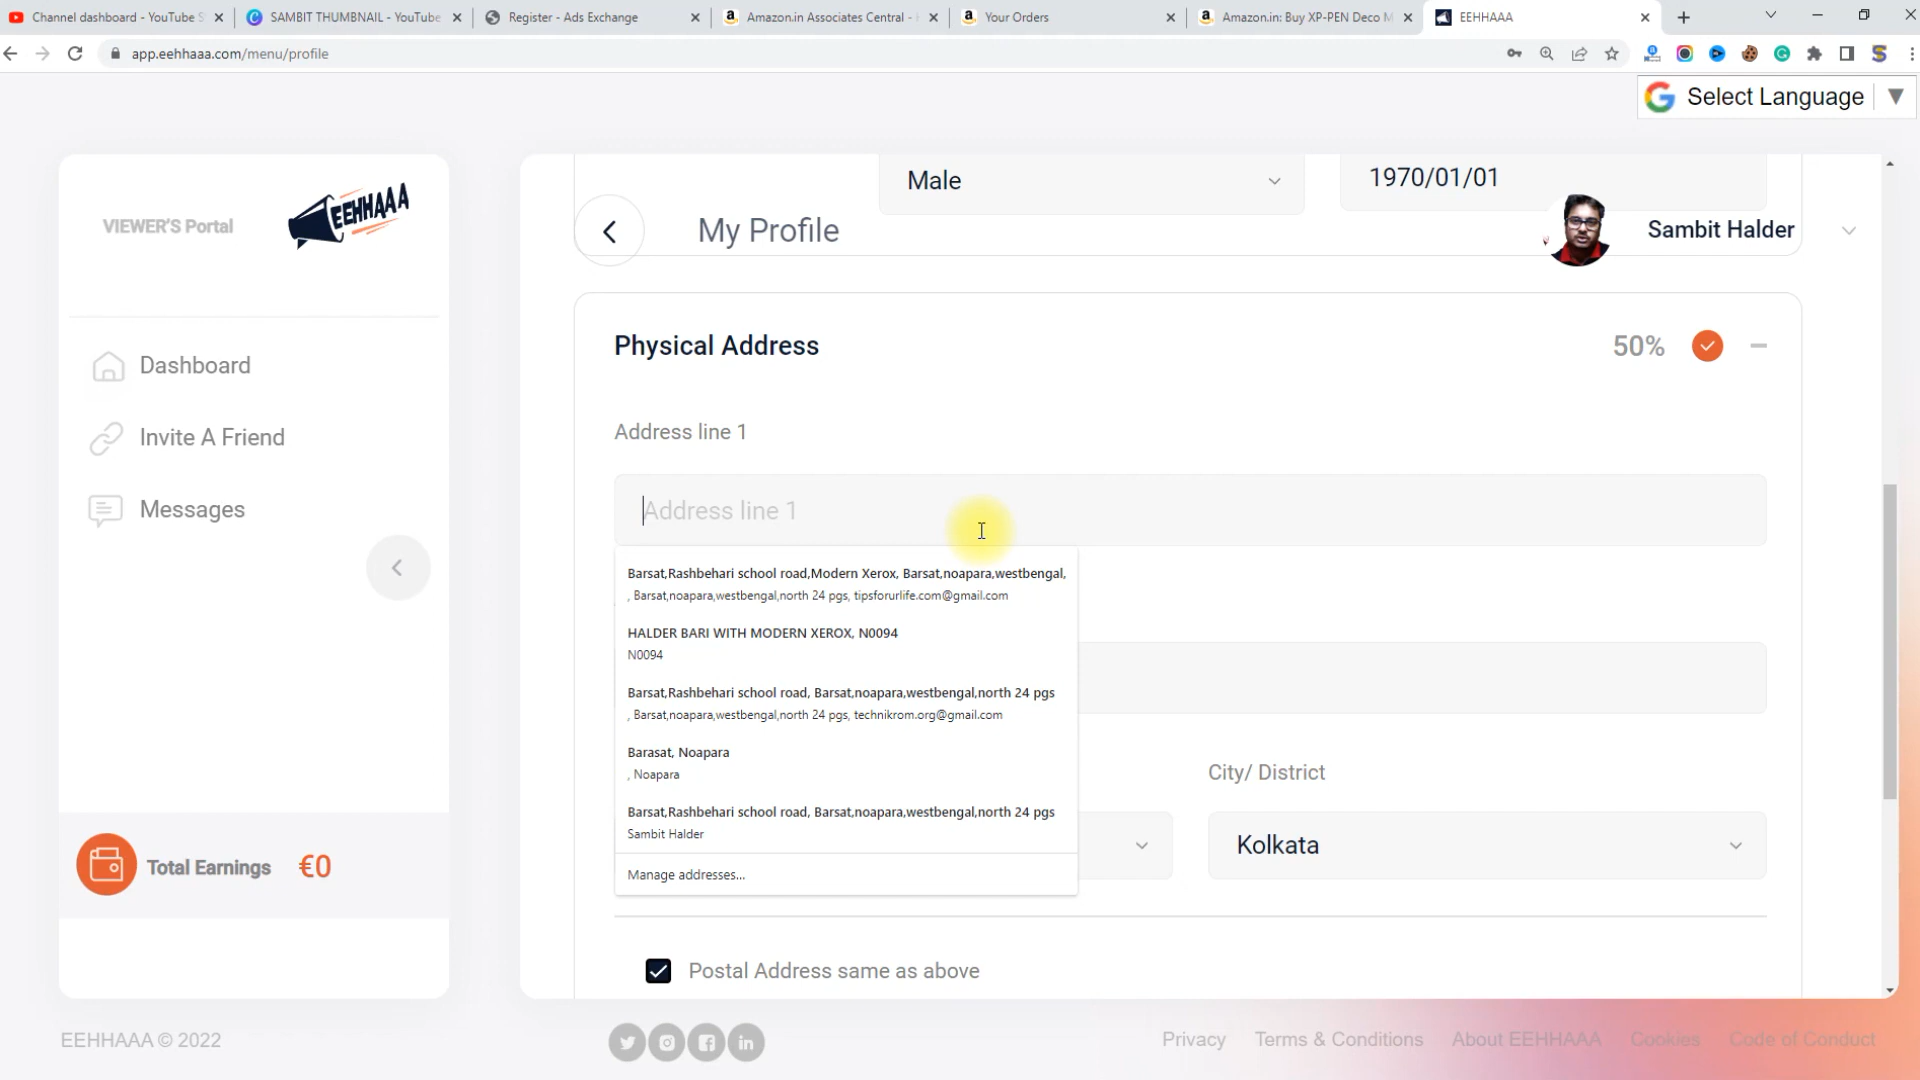 Channel dashboard - YouTube S
SAMBIT THUMBNAIL - YouTube
Register - Ads Exchange
Amazon.in Associates Central -
Your Orders
Amazon.in: Buy XP-PEN Deco M
EEHHAAA
app.eehhaaa.com/menu/profile
Select Language
VIEWER'S Portal
EEHHAAA
Dashboard
Invite A Friend
Messages
Total Earnings €0
Male
1970/01/01
My Profile
Sambit Halder
Physical Address
50%
Address line 1
Address line 1
Barsat,Rashbehari school road,Modern Xerox, Barsat,noapara,westbengal,
, Barsat,noapara,westbengal,north 24 pgs, tipsforurlife.com@gmail.com
HALDER BARI WITH MODERN XEROX, N0094
N0094
Barsat,Rashbehari school road, Barsat,noapara,westbengal,north 24 pgs
, Barsat,noapara,westbengal,north 24 pgs, technikrom.org@gmail.com
Barasat, Noapara
, Noapara
Barsat,Rashbehari school road, Barsat,noapara,westbengal,north 24 pgs
Sambit Halder
Manage addresses...
City/ District
Kolkata
Postal Address same as above
EEHHAAA © 2022
Privacy
Terms & Conditions
About EEHHAAA
Cookies
Code of Conduct